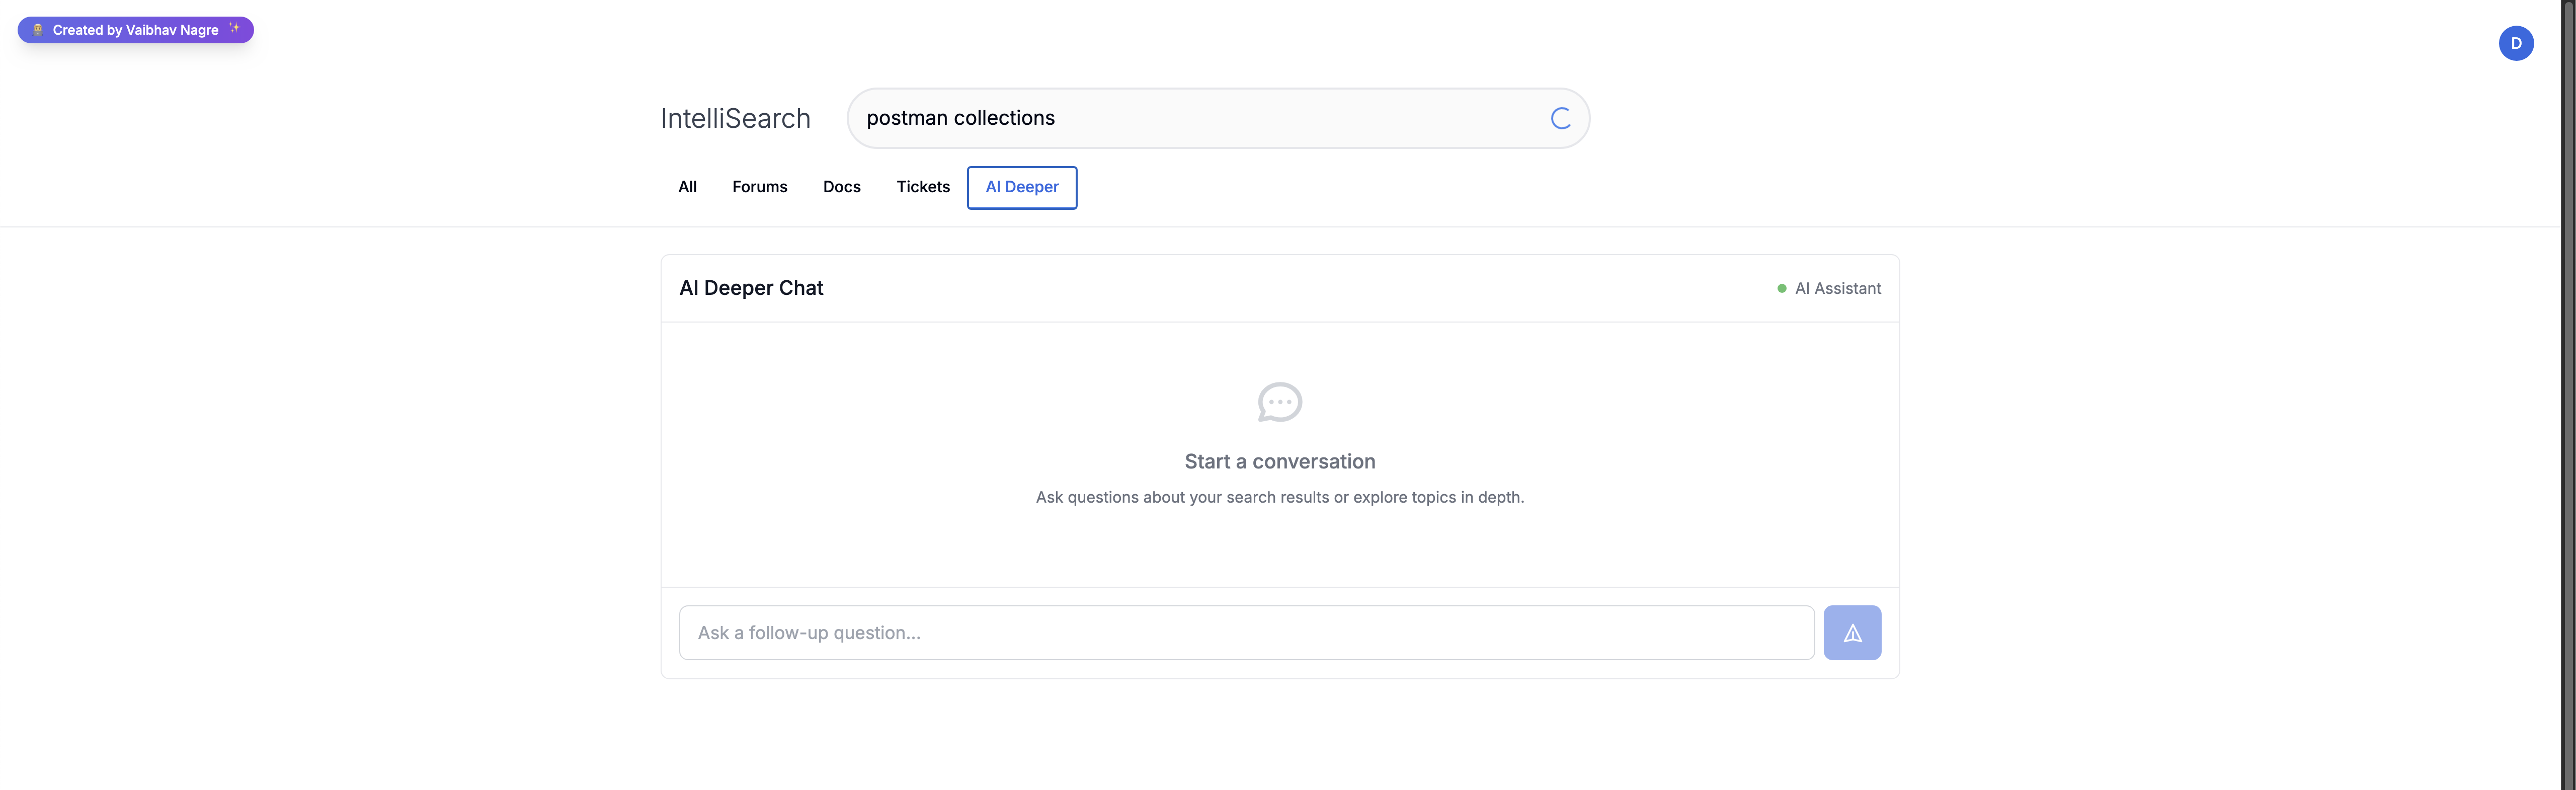 Created by Vaibhav Nagre
D
IntelliSearch
postman collections
All
Forums
Docs
Tickets
AI Deeper
AI Deeper Chat
AI Assistant
Start a conversation
Ask questions about your search results or explore topics in depth.
Ask a follow-up question...